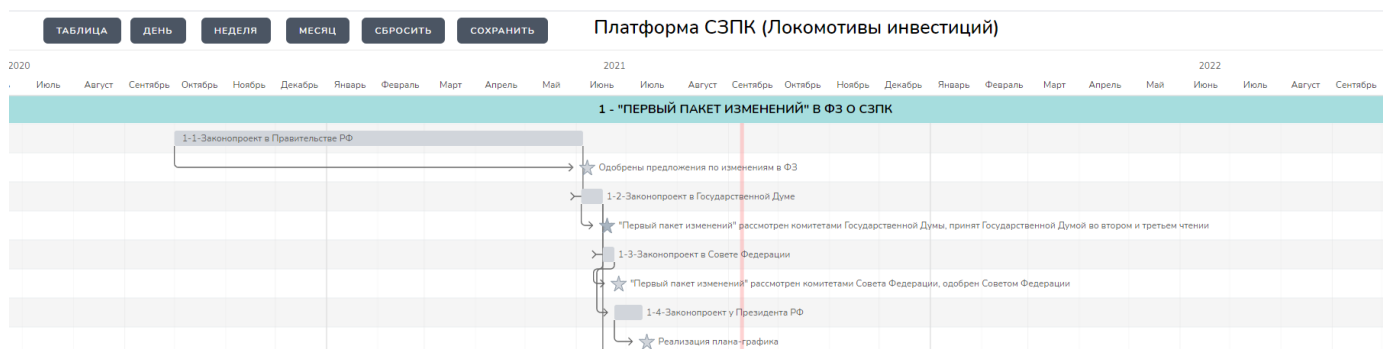 ТАБЛИЦА ДЕНЬ НЕДЕЛЯ МЕСЯЦ СБРОСИТЬ СОХРАНИТЬ Платформа СЗПК (Локомотивы инвестиций)
2020 2021 2022
Июль Август Сентябрь Октябрь Ноябрь Декабрь Январь Февраль Март Апрель Май Июнь Июль Август Сентябрь Октябрь Ноябрь Декабрь Январь Февраль Март Апрель Май Июнь Июль Август Сентябрь
1 - "ПЕРВЫЙ ПАКЕТ ИЗМЕНЕНИЙ" В ФЗ О СЗПК
1-1-Законопроект в Правительстве РФ
Одобрены предложения по изменениям в ФЗ
1-2-Законопроект в Государственной Думе
"Первый пакет изменений" рассмотрен комитетами Государственной Думы, принят Государственной Думой во втором и третьем чтении
1-3-Законопроект в Совете Федерации
"Первый пакет изменений" рассмотрен комитетами Совета Федерации, одобрен Советом Федерации
1-4-Законопроект у Президента РФ
Реализация плана-графика